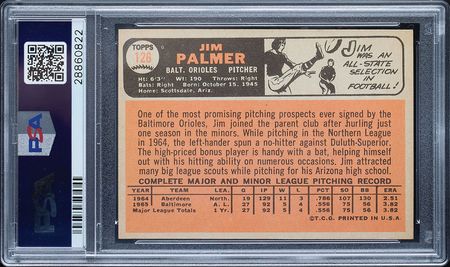 28860822
PSA
TOPPS
126
JIM
PALMER
BALT. ORIOLES PITCHER
Ht: 6'3" Wt: 190 Throws: Right
Bats: Right Born: October 15, 1945
Home: Scottsdale, Ariz.
JIM
WAS AN
ALL-STATE
SELECTION
IN
FOOTBALL!
One of the most promising pitching prospects ever signed by the
Baltimore Orioles, Jim joined the parent club after hurling just
one season in the minors. While pitching in the Northern League
in 1964, the left-hander spun a no-hitter against Duluth-Superior.
The high-priced bonus player is handy with a bat, helping himself
out with his hitting ability on numerous occasions. Jim attracted
many big league scouts while pitching for his Arizona high school.
COMPLETE MAJOR AND MINOR LEAGUE PITCHING RECORD
YEAR TEAM LEA. G IP W L PCT. SO BB ERA
1964 Aberdeen North. 19 129 11 3 .786 107 130 2.51
1965 Baltimore A. L. 27 92 5 4 .556 75 56 3.82
Major League Totals 1 Yr. 27 92 5 4 .556 75 56 3.82
©T.C.G. PRINTED IN U.S.A.